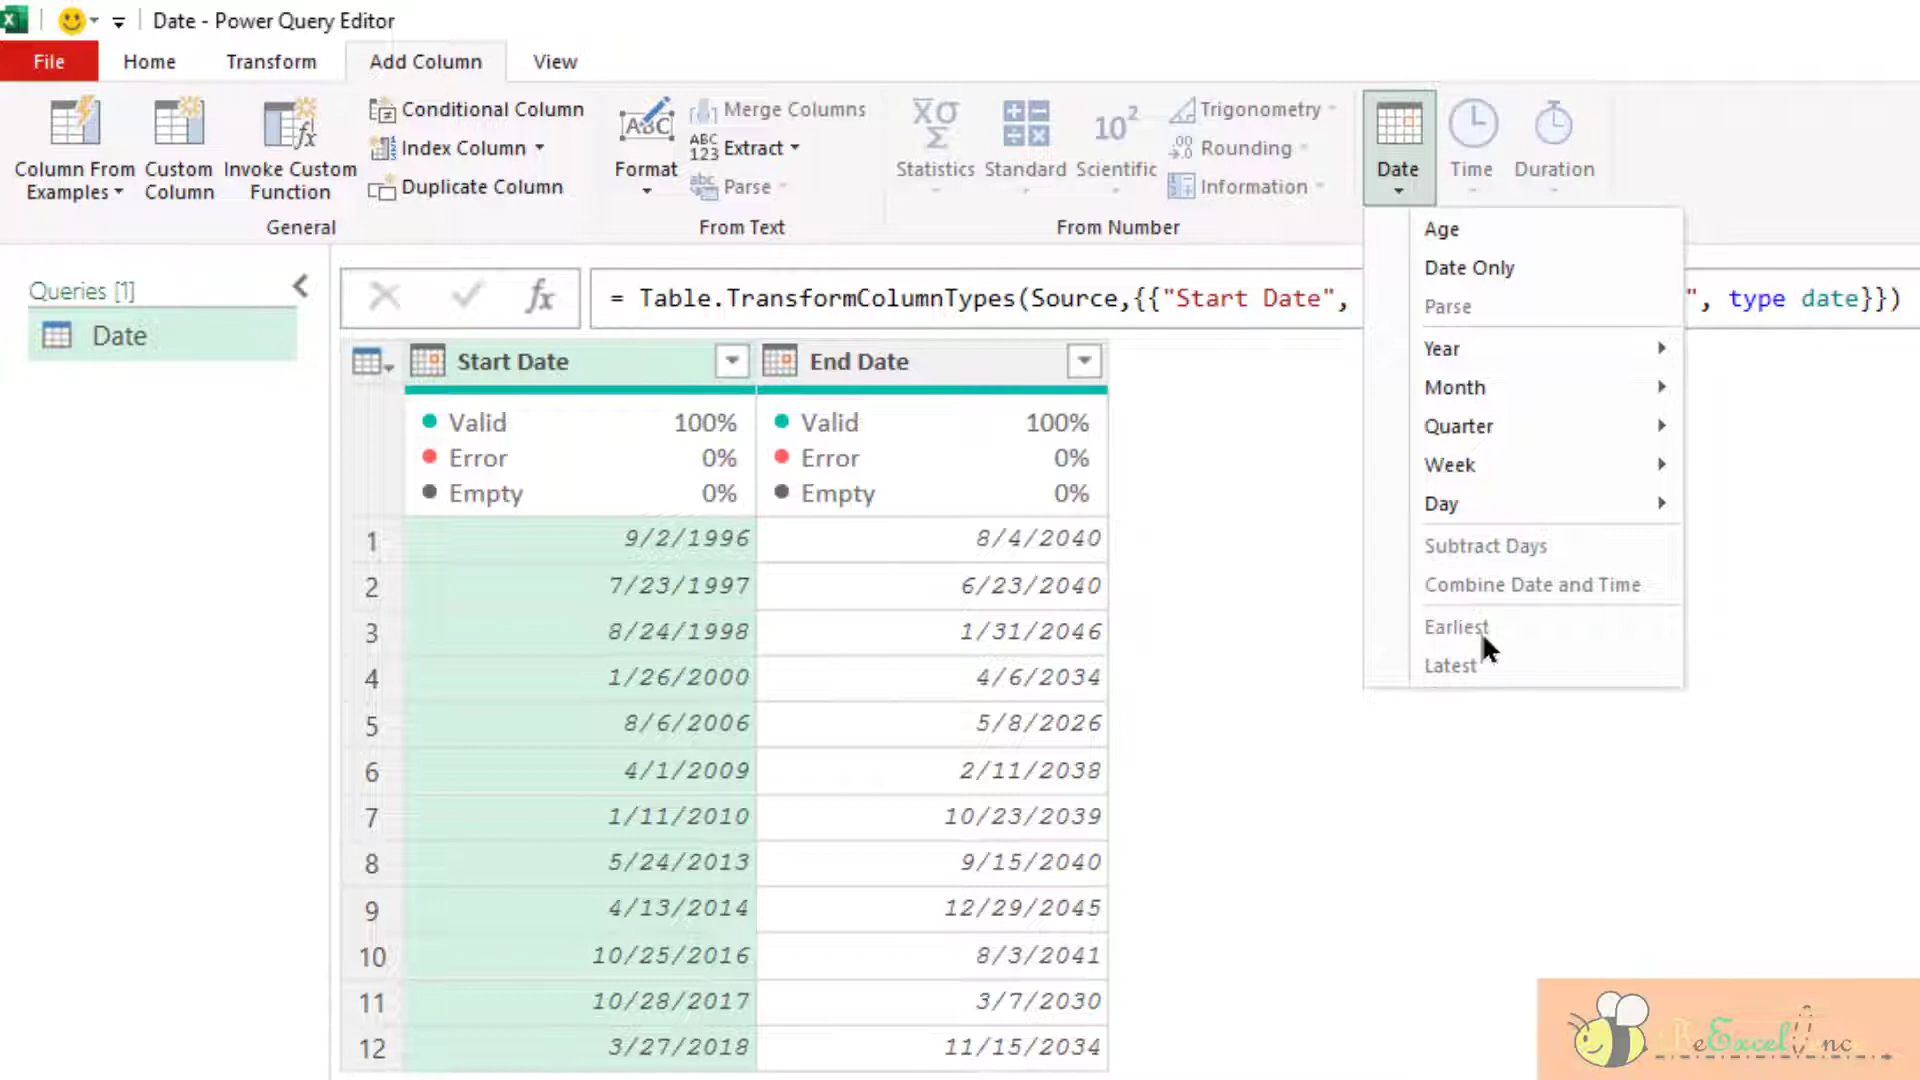 Date - Power Query Editor
File Home Transform Add Column View
Column From Examples
Custom Column
Invoke Custom Function
Conditional Column
Index Column
Duplicate Column
General
ABC
Format
Merge Columns
ABC 123 Extract
abc Parse
From Text
XO Σ
Statistics
Standard
10²
Scientific
Trigonometry
.00 Rounding
Information
From Number
Date
Time
Duration
Age
Date Only
Parse
Year
Month
Quarter
Week
Day
Subtract Days
Combine Date and Time
Earliest
Latest
Queries [1]
Date
fx = Table.TransformColumnTypes(Source,{{"Start Date", ", type date}})
Start Date End Date
Valid 100% Valid 100%
Error 0% Error 0%
Empty 0% Empty 0%
1 9/2/1996 8/4/2040
2 7/23/1997 6/23/2040
3 8/24/1998 1/31/2046
4 1/26/2000 4/6/2034
5 8/6/2006 5/8/2026
6 4/1/2009 2/11/2038
7 1/11/2010 10/23/2039
8 5/24/2013 9/15/2040
9 4/13/2014 12/29/2045
10 10/25/2016 8/3/2041
11 10/28/2017 3/7/2030
12 3/27/2018 11/15/2034